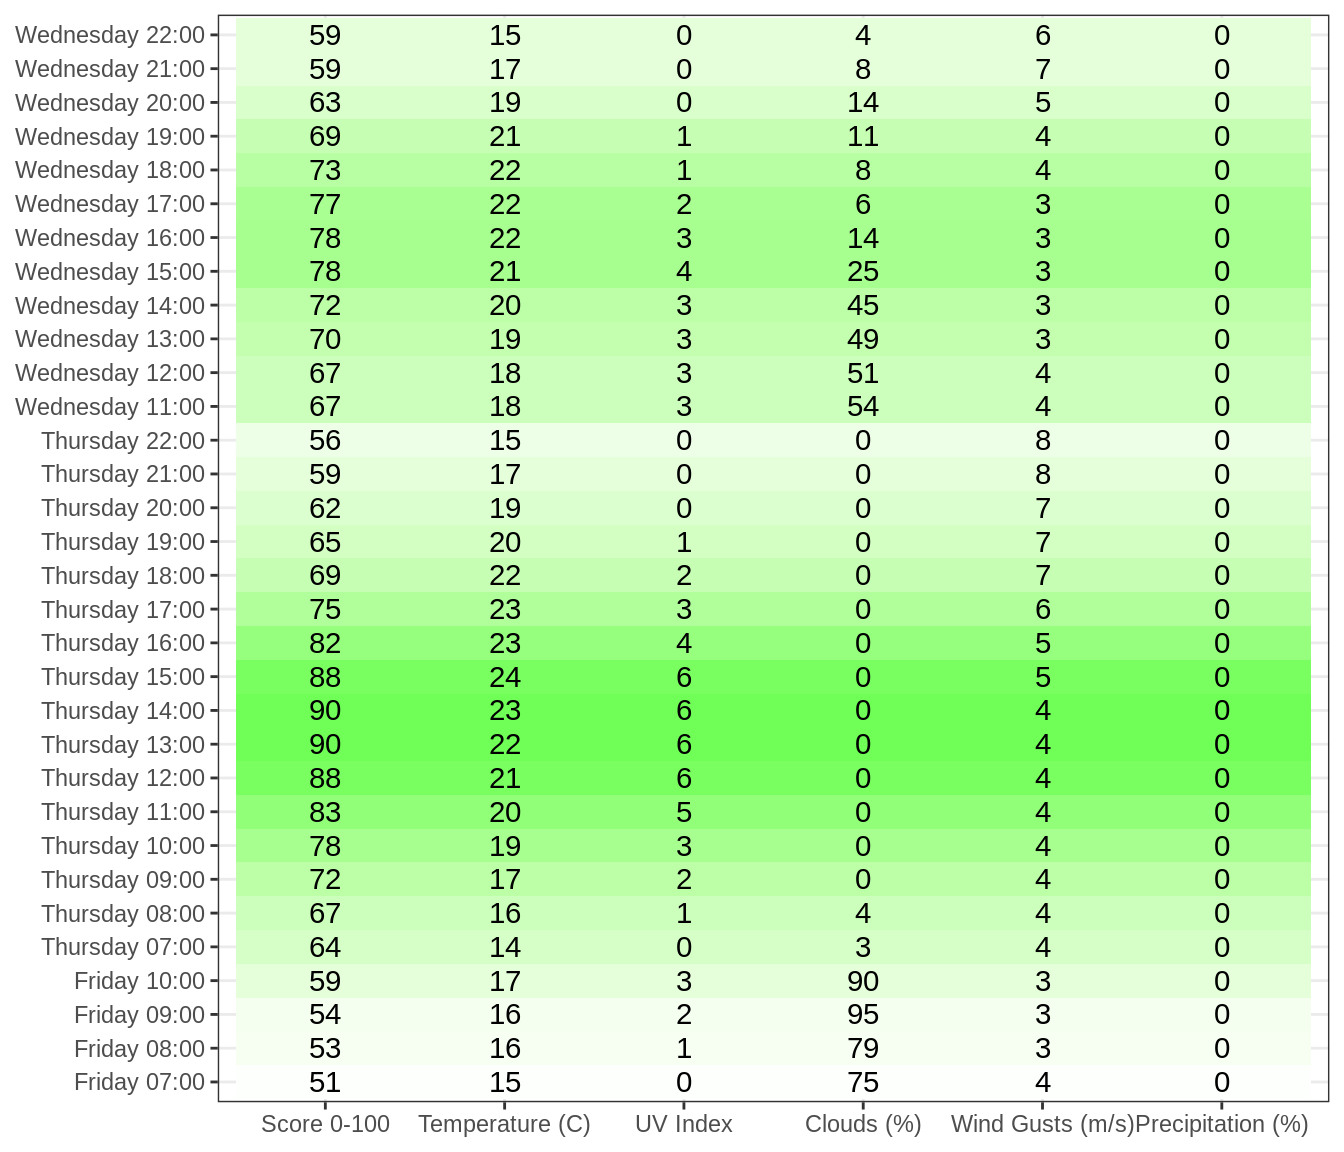 Wednesday 22:00 59 15 0 4 6 0
Wednesday 21:00 59 17 0 8 7 0
Wednesday 20:00 63 19 0 14 5 0
Wednesday 19:00 69 21 1 11 4 0
Wednesday 18:00 73 22 1 8 4 0
Wednesday 17:00 77 22 2 6 3 0
Wednesday 16:00 78 22 3 14 3 0
Wednesday 15:00 78 21 4 25 3 0
Wednesday 14:00 72 20 3 45 3 0
Wednesday 13:00 70 19 3 49 3 0
Wednesday 12:00 67 18 3 51 4 0
Wednesday 11:00 67 18 3 54 4 0
Thursday 22:00 56 15 0 0 8 0
Thursday 21:00 59 17 0 0 8 0
Thursday 20:00 62 19 0 0 7 0
Thursday 19:00 65 20 1 0 7 0
Thursday 18:00 69 22 2 0 7 0
Thursday 17:00 75 23 3 0 6 0
Thursday 16:00 82 23 4 0 5 0
Thursday 15:00 88 24 6 0 5 0
Thursday 14:00 90 23 6 0 4 0
Thursday 13:00 90 22 6 0 4 0
Thursday 12:00 88 21 6 0 4 0
Thursday 11:00 83 20 5 0 4 0
Thursday 10:00 78 19 3 0 4 0
Thursday 09:00 72 17 2 0 4 0
Thursday 08:00 67 16 1 4 4 0
Thursday 07:00 64 14 0 3 4 0
Friday 10:00 59 17 3 90 3 0
Friday 09:00 54 16 2 95 3 0
Friday 08:00 53 16 1 79 3 0
Friday 07:00 51 15 0 75 4 0
Score 0-100 Temperature (C) UV Index Clouds (%) Wind Gusts (m/s) Precipitation (%)